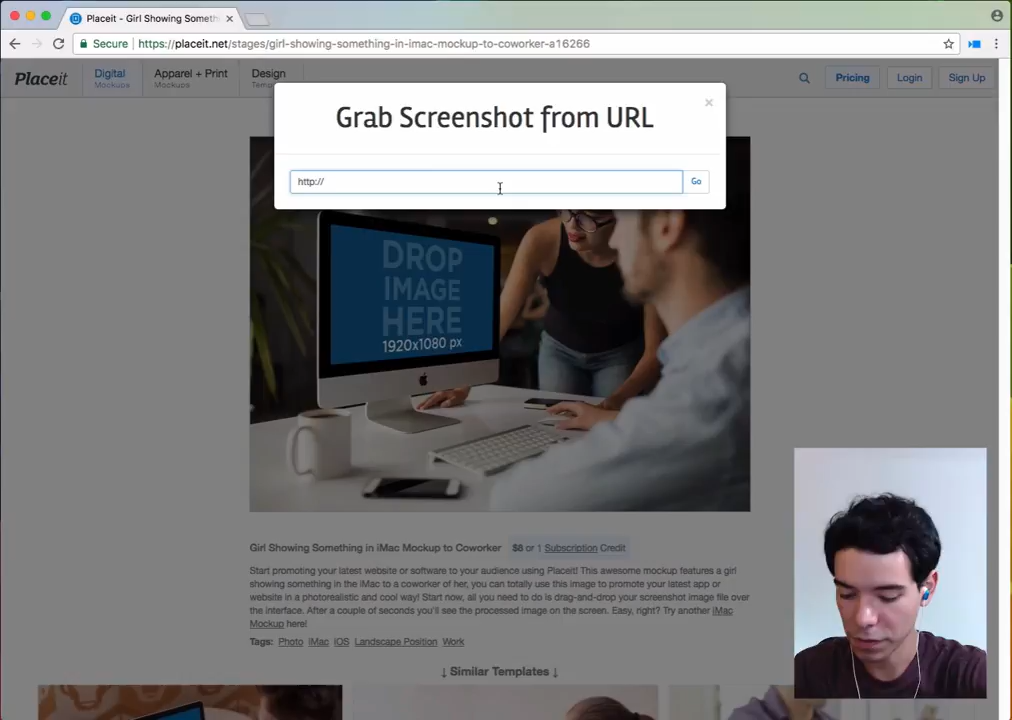 Placeit - Girl Showing Someth
Secure
https://placeit.net/stages/girl-showing-something-in-imac-mockup-to-coworker-a16266
Placeit
Digital
Mockups
Apparel + Print
Mockups
Design
Pricing
Login
Sign Up
Grab Screenshot from URL
×
http://
Go
DROP
IMAGE
HERE
1920x1080 px
Girl Showing Something in iMac Mockup to Coworker $8 or 1 Subscription Credit
Start promoting your latest website or software to your audience using Placeit! This awesome mockup features a girl
showing something in the iMac to a coworker of her, you can totally use this image to promote your latest app or
website in a photorealistic and cool way! Start now, all you need to do is drag-and-drop your screenshot image file over
the interface. After a couple of seconds you'll see the processed image on the screen. Easy, right? Try another iMac
Mockup here!
Tags: Photo iMac iOS Landscape Position Work
↓ Similar Templates ↓